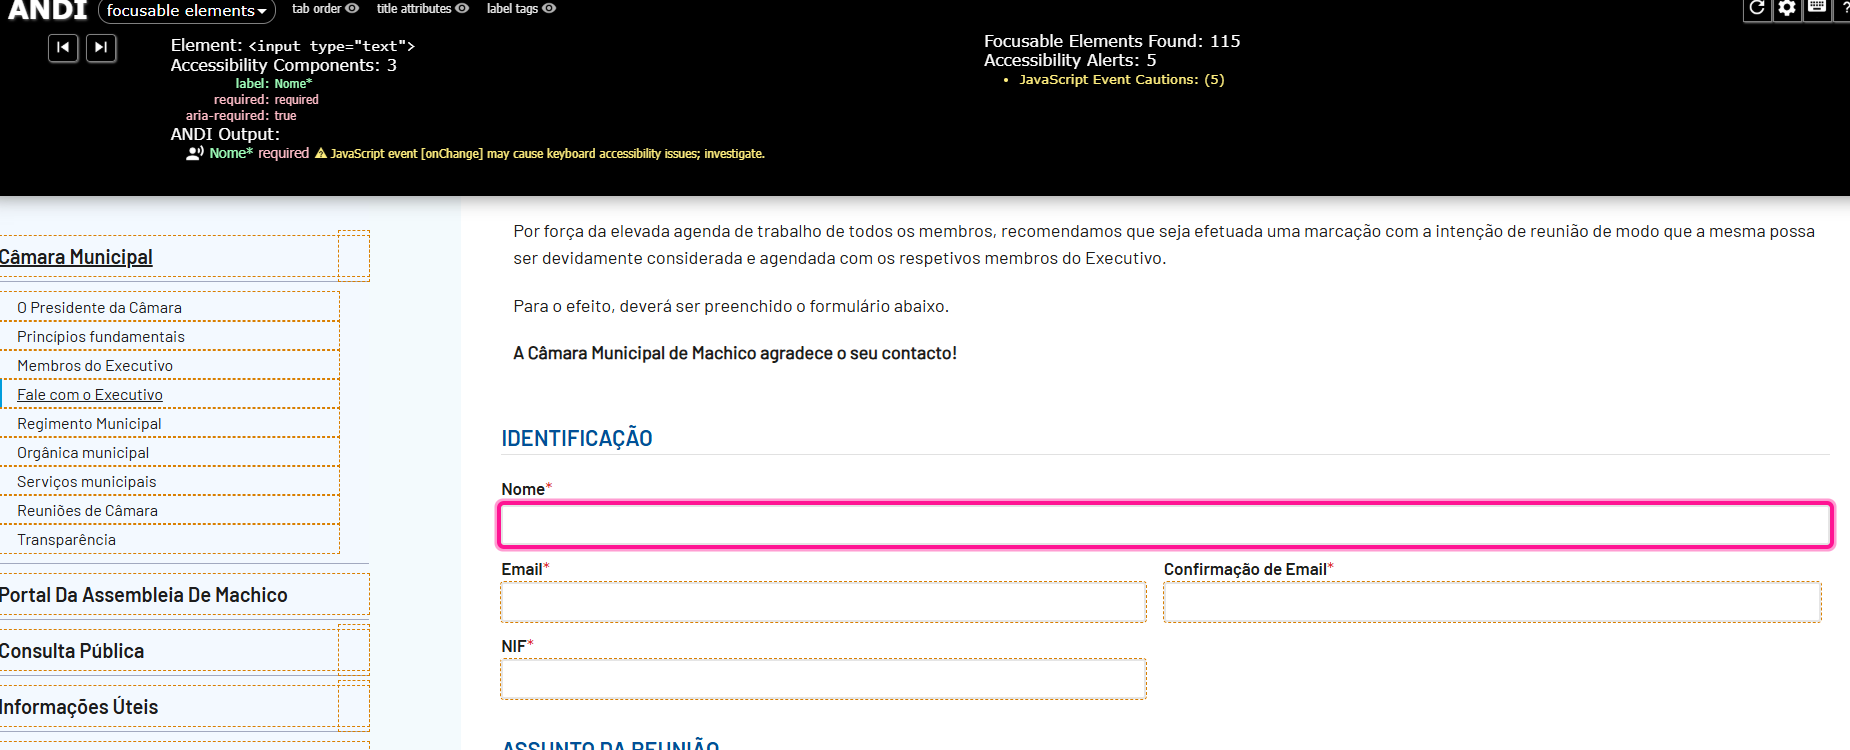 ANDI focusable elements tab order title attributes label tags ?
Element: <input type="text">
Accessibility Components: 3
label: Nome*
required: required
aria-required: true
ANDI Output:
Nome* required JavaScript event [onChange] may cause keyboard accessibility issues; investigate.
Focusable Elements Found: 115
Accessibility Alerts: 5
• JavaScript Event Cautions: (5)
Câmara Municipal
O Presidente da Câmara
Princípios fundamentais
Membros do Executivo
Fale com o Executivo
Regimento Municipal
Orgânica municipal
Serviços municipais
Reuniões de Câmara
Transparência
Portal Da Assembleia De Machico
Consulta Pública
Informações Úteis
Por força da elevada agenda de trabalho de todos os membros, recomendamos que seja efetuada uma marcação com a intenção de reunião de modo que a mesma possa
ser devidamente considerada e agendada com os respetivos membros do Executivo.
Para o efeito, deverá ser preenchido o formulário abaixo.
A Câmara Municipal de Machico agradece o seu contacto!
IDENTIFICAÇÃO
Nome*
Email*
Confirmação de Email*
NIF*
ASSUNTO DA REUNIÃO